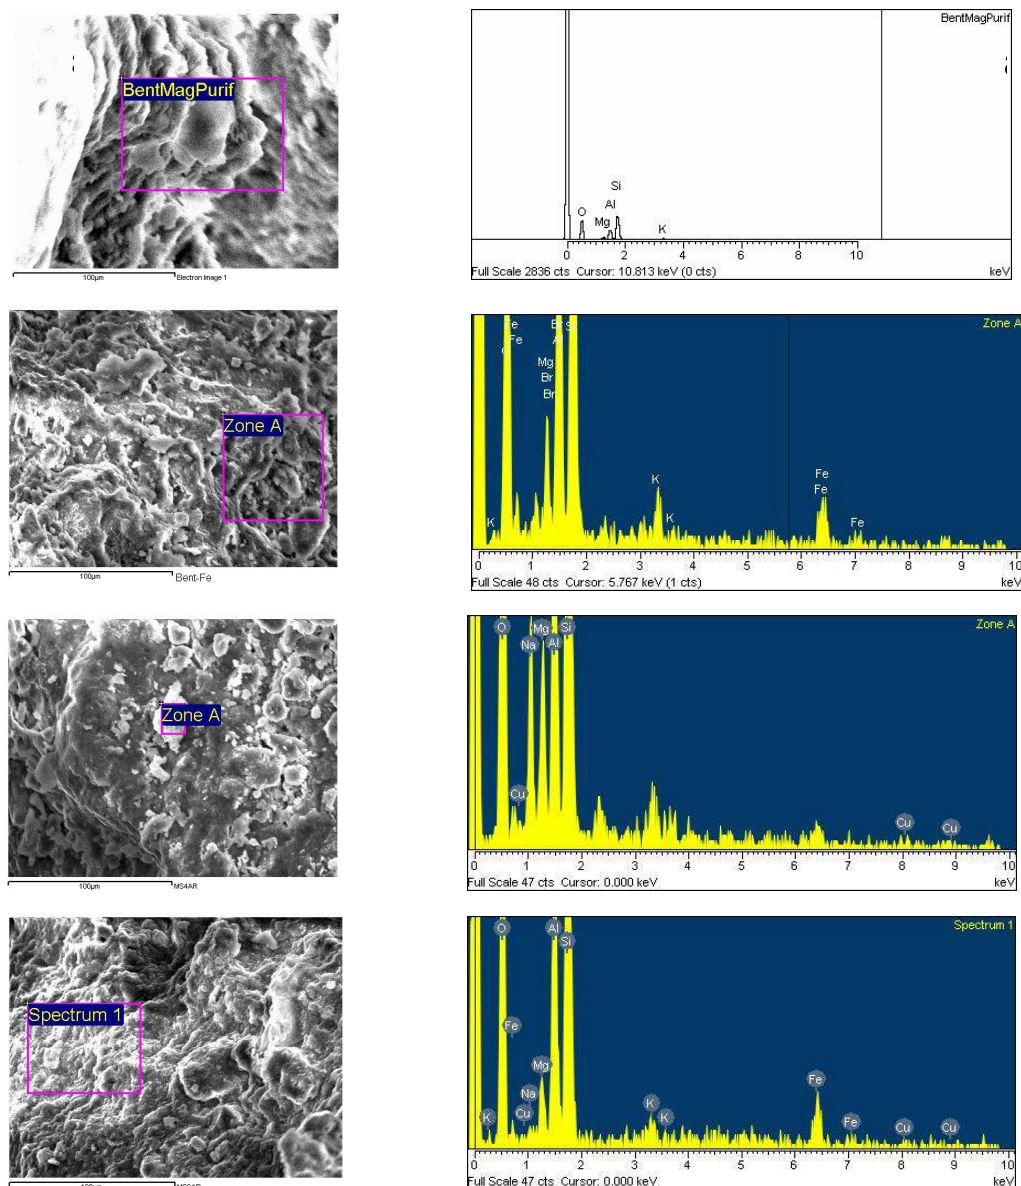 BentMagPurif
100µm
Electron Image 1
BentMagPurif
Si
O
Al
Mg
K
0 2 4 6 8 10
Full Scale 2836 cts Cursor: 10.813 keV (0 cts)
keV
Zone A
100µm
Bent-Fe
Zone A
Fe
Mg
Br
Br
K
Fe
Fe
K
K
Fe
0 1 2 3 4 5 6 7 8 9 10
Full Scale 48 cts Cursor: 5.767 keV (1 cts)
keV
Zone A
100µm
MS4AR
Zone A
O
Mg
Si
Na
Al
Cu
Cu
Cu
0 1 2 3 4 5 6 7 8 9 10
Full Scale 47 cts Cursor: 0.000 keV
keV
Spectrum 1
Spectrum 1
O
Al
Si
Fe
Mg
Na
Cu
K
K
K
Fe
Fe
Cu
Cu
0 1 2 3 4 5 6 7 8 9 10
Full Scale 47 cts Cursor: 0.000 keV
keV